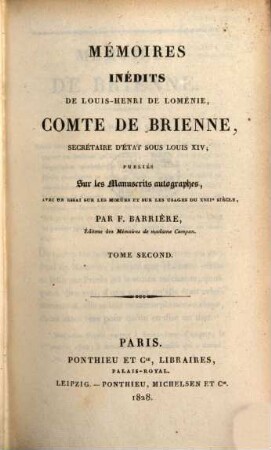 MÉMOIRES
INÉDITS
DE LOUIS-HENRI DE LOMÉNIE,
COMTE DE BRIENNE,
SECRÉTAIRE D'ÉTAT SOUS LOUIS XIV;
PUBLIÉS
Sur les Manuscrits autographes,
AVEC UN ESSAI SUR LES MOEURS ET SUR LES USAGES DU XVIIe SIÈCLE,
PAR F. BARRIÈRE,
Éditeur des Mémoires de madame Campan.
TOME SECOND.
PARIS.
PONTHIEU ET Cie, LIBRAIRES,
PALAIS-ROYAL.
LEIPZIG. — PONTHIEU, MICHELSEN ET Cie.
1828.